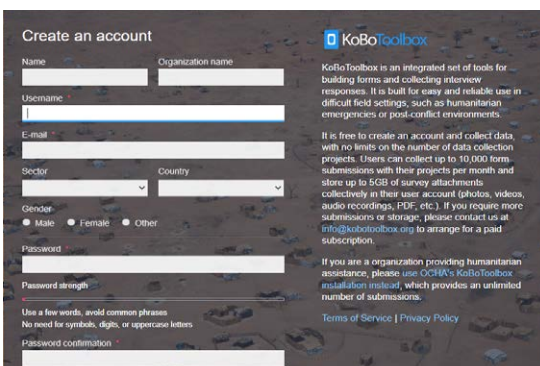 Create an account
Name
Organization name
Username *
E-mail *
Sector
Country
Gender
Male
Female
Other
Password *
Password strength
Use a few words, avoid common phrases
No need for symbols, digits, or uppercase letters
Password confirmation *
KoBoToolbox
KoBoToolbox is an integrated set of tools for
building forms and collecting interview
responses. It is built for easy and reliable use in
difficult field settings, such as humanitarian
emergencies or post-conflict environments.
It is free to create an account and collect data,
with no limits on the number of data collection
projects. Users can collect up to 10,000 form
submissions with their projects per month and
store up to 5GB of survey attachments
collectively in their user account (photos, videos,
audio recordings, PDF, etc.). If you require more
submissions or storage, please contact us at
info@kobotoolbox.org to arrange for a paid
subscription.
If you are a organization providing humanitarian
assistance, please use OCHA's KoBoToolbox
installation instead, which provides an unlimited
number of submissions.
Terms of Service | Privacy Policy